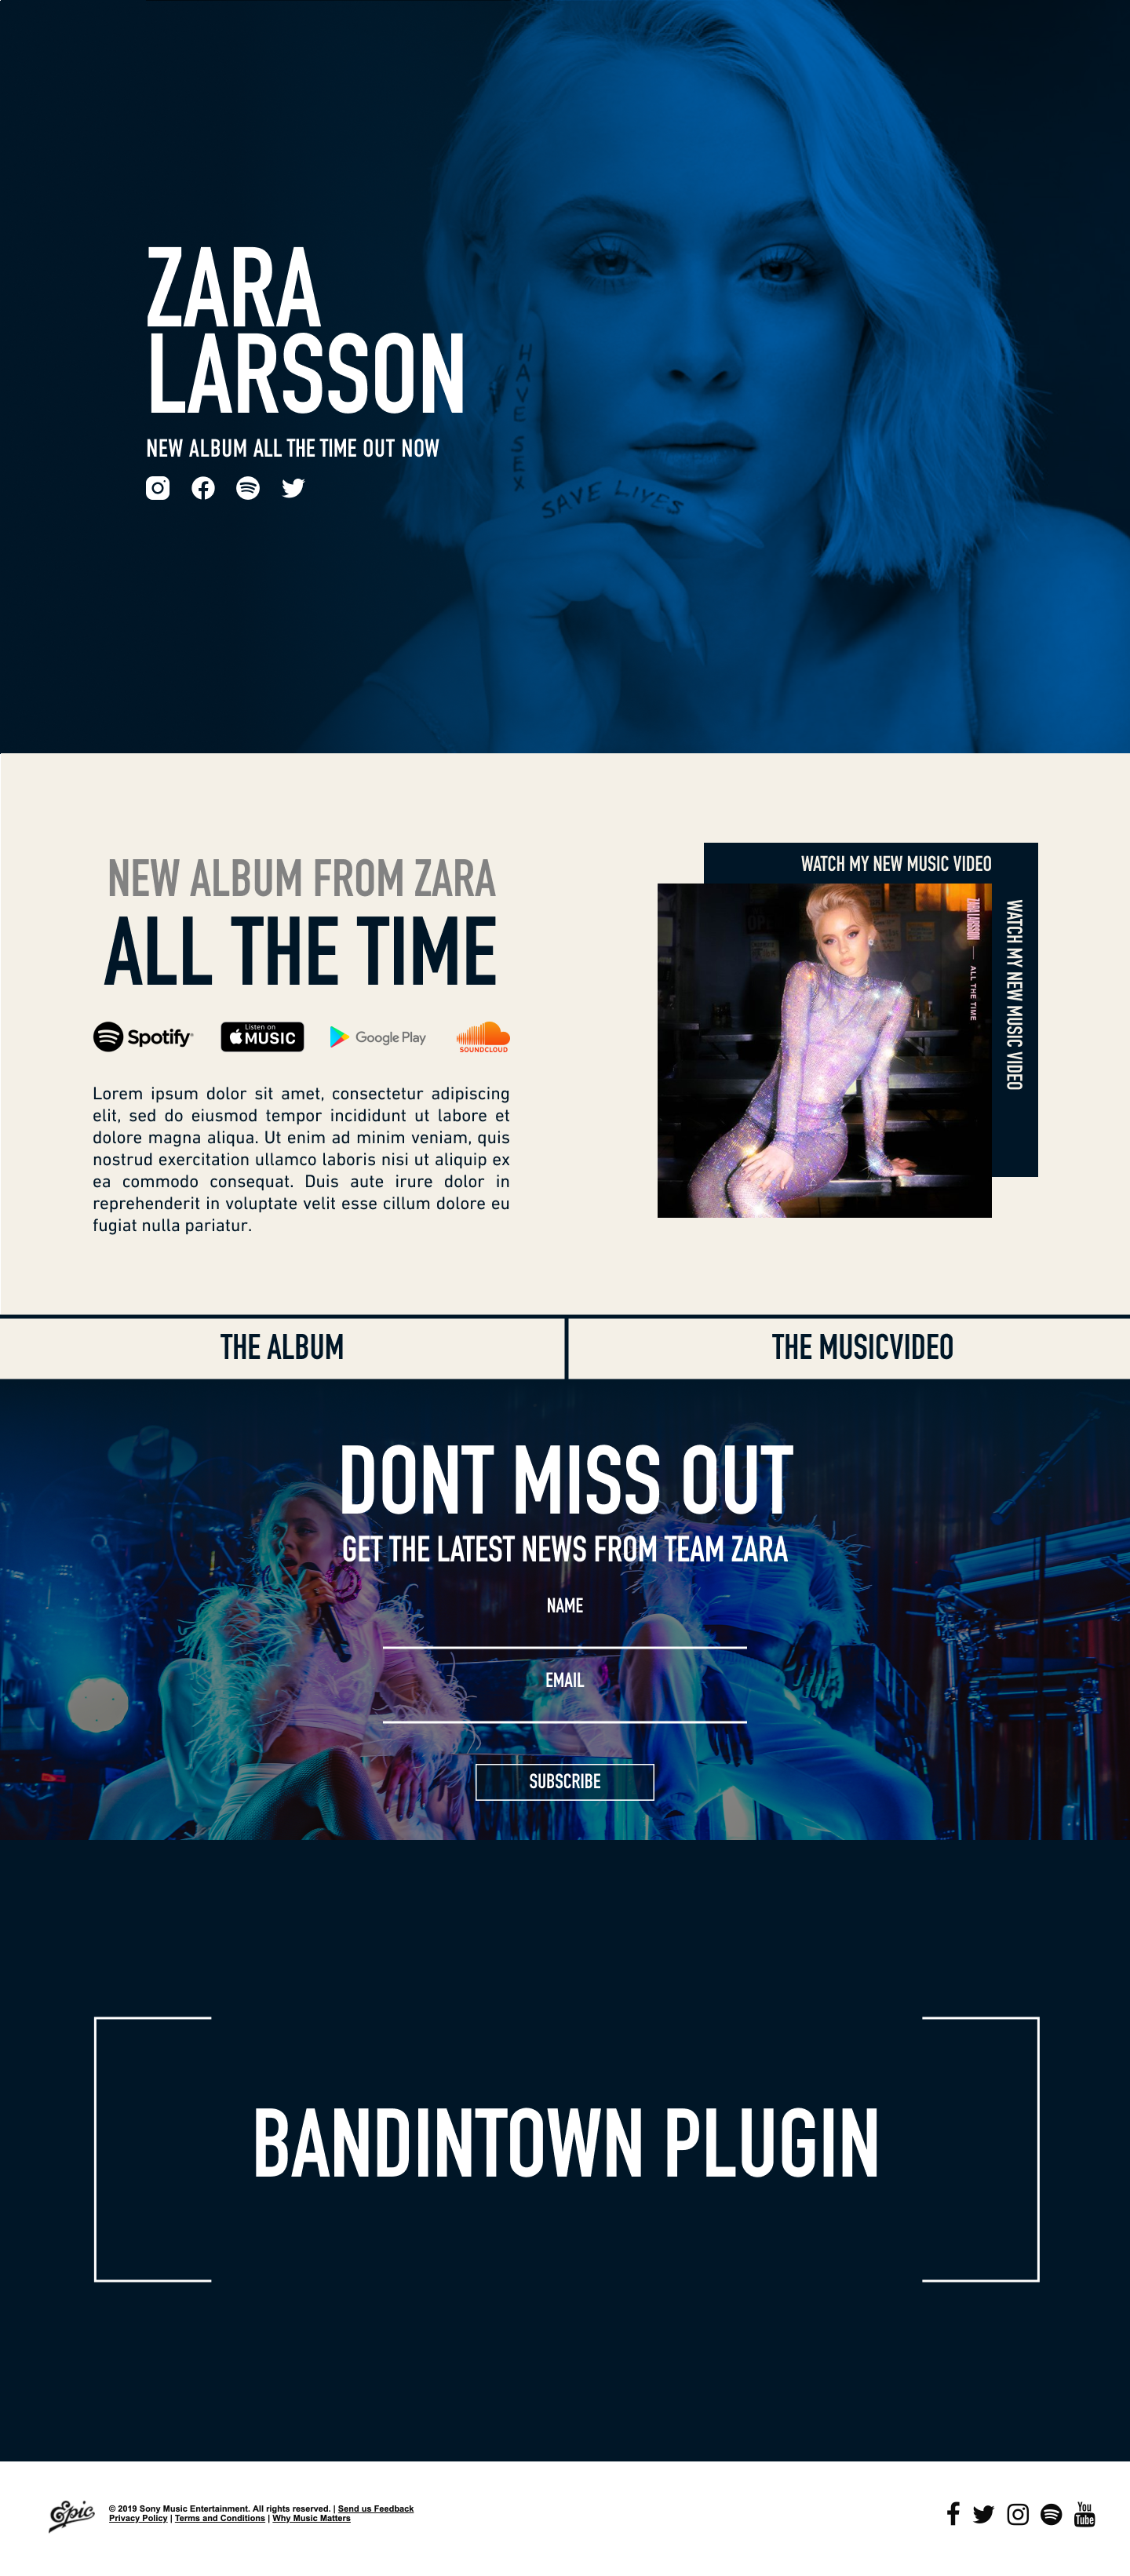 ZARA
LARSSON
NEW ALBUM ALL THE TIME OUT NOW
HAVE SEX
SAVE LIVES
NEW ALBUM FROM ZARA
ALL THE TIME
Spotify
Listen on
MUSIC
Google Play
SOUNDCLOUD
Lorem ipsum dolor sit amet, consectetur adipiscing
elit, sed do eiusmod tempor incididunt ut labore et
dolore magna aliqua. Ut enim ad minim veniam, quis
nostrud exercitation ullamco laboris nisi ut aliquip ex
ea commodo consequat. Duis aute irure dolor in
reprehenderit in voluptate velit esse cillum dolore eu
fugiat nulla pariatur.
WATCH MY NEW MUSIC VIDEO
OPEN
ZARA LARSSON — ALL THE TIME
WATCH MY NEW MUSIC VIDEO
THE ALBUM
THE MUSICVIDEO
DONT MISS OUT
GET THE LATEST NEWS FROM TEAM ZARA
NAME
EMAIL
SUBSCRIBE
BANDINTOWN PLUGIN
Epic
© 2019 Sony Music Entertainment. All rights reserved. | Send us Feedback
Privacy Policy | Terms and Conditions | Why Music Matters
You
Tube